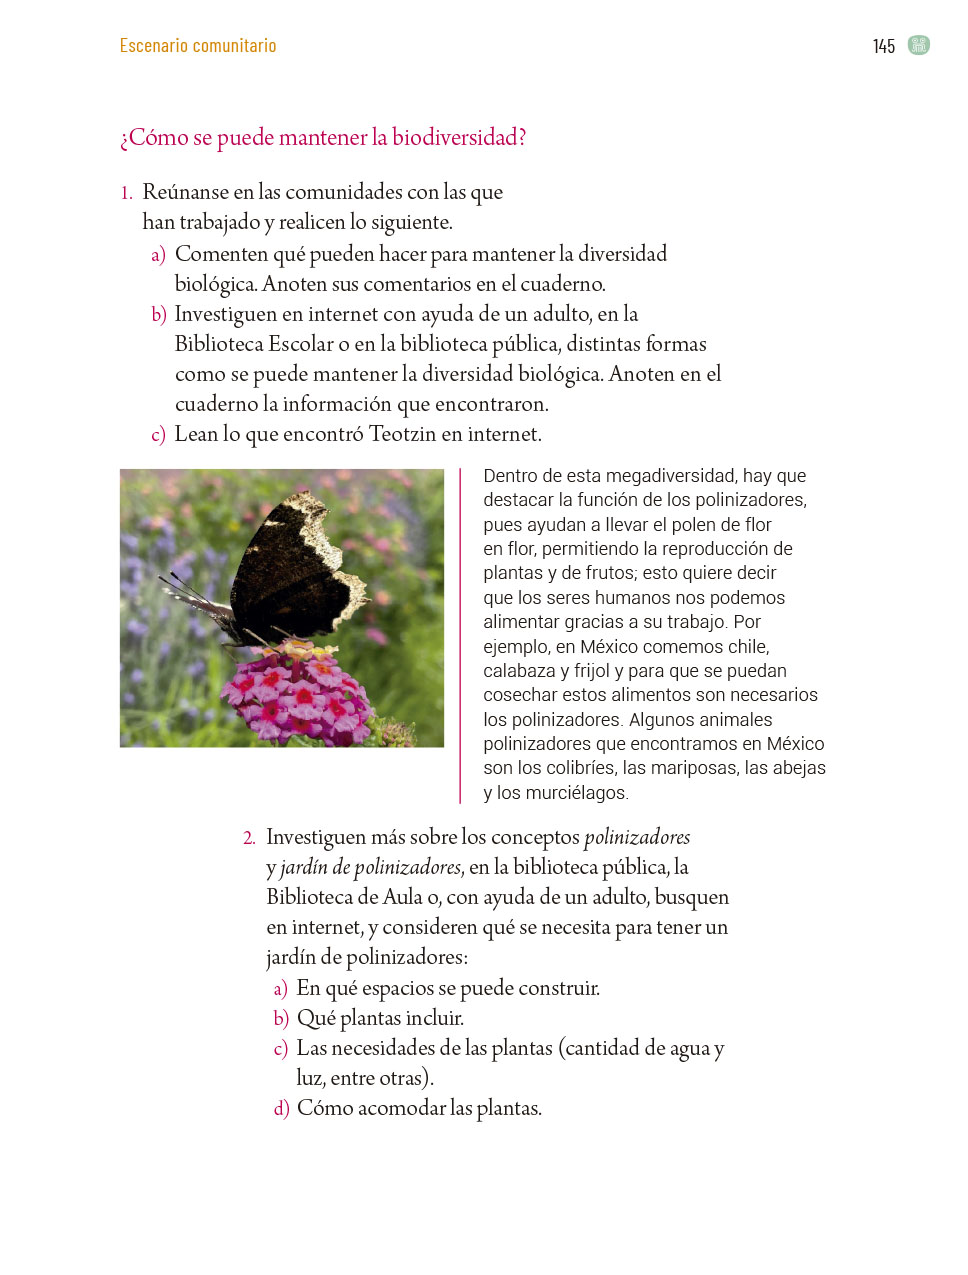 Escenario comunitario
145
¿Cómo se puede mantener la biodiversidad?
1. Reúnanse en las comunidades con las que
han trabajado y realicen lo siguiente.
a) Comenten qué pueden hacer para mantener la diversidad
biológica. Anoten sus comentarios en el cuaderno.
b) Investiguen en internet con ayuda de un adulto, en la
Biblioteca Escolar o en la biblioteca pública, distintas formas
como se puede mantener la diversidad biológica. Anoten en el
cuaderno la información que encontraron.
c) Lean lo que encontró Teotzin en internet.
Dentro de esta megadiversidad, hay que
destacar la función de los polinizadores,
pues ayudan a llevar el polen de flor
en flor, permitiendo la reproducción de
plantas y de frutos; esto quiere decir
que los seres humanos nos podemos
alimentar gracias a su trabajo. Por
ejemplo, en México comemos chile,
calabaza y frijol y para que se puedan
cosechar estos alimentos son necesarios
los polinizadores. Algunos animales
polinizadores que encontramos en México
son los colibríes, las mariposas, las abejas
y los murciélagos.
2. Investiguen más sobre los conceptos polinizadores
y jardín de polinizadores, en la biblioteca pública, la
Biblioteca de Aula o, con ayuda de un adulto, busquen
en internet, y consideren qué se necesita para tener un
jardín de polinizadores:
a) En qué espacios se puede construir.
b) Qué plantas incluir.
c) Las necesidades de las plantas (cantidad de agua y
luz, entre otras).
d) Cómo acomodar las plantas.